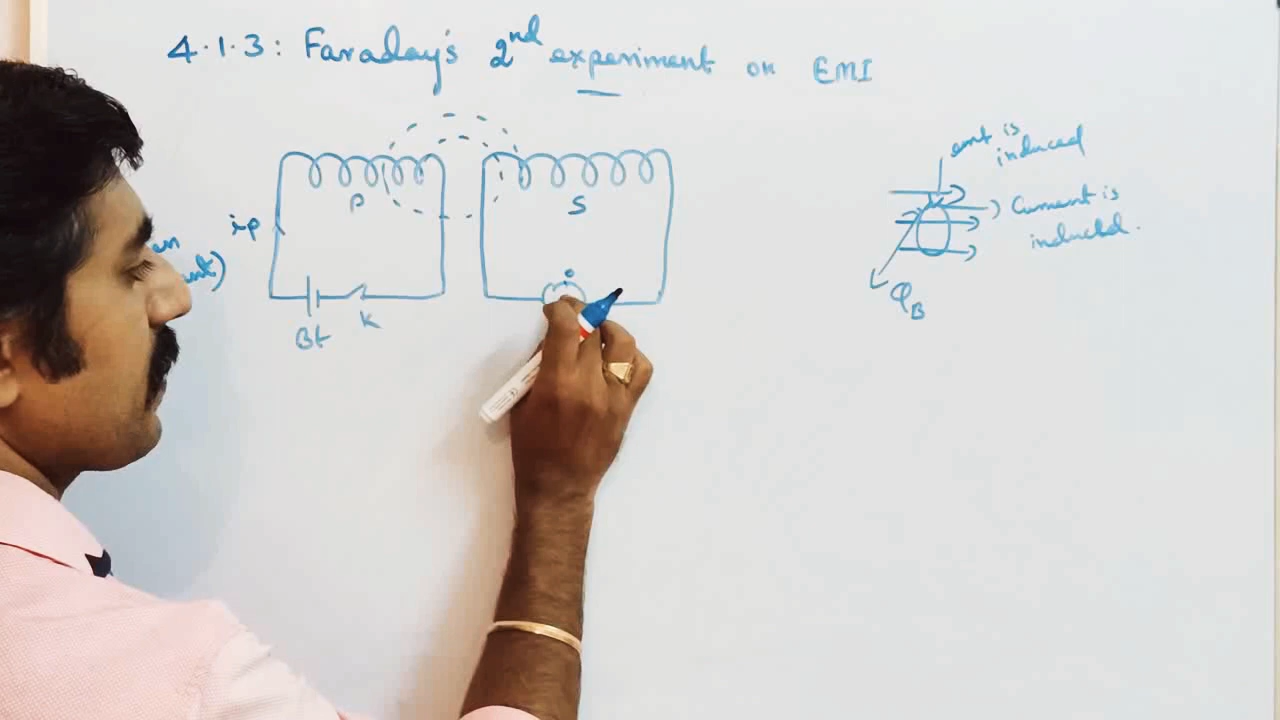 4.1.3: Faraday's 2nd experiment on EMI
emf is
induced
P
S
Current is
induced.
ip
Bt
K
φB